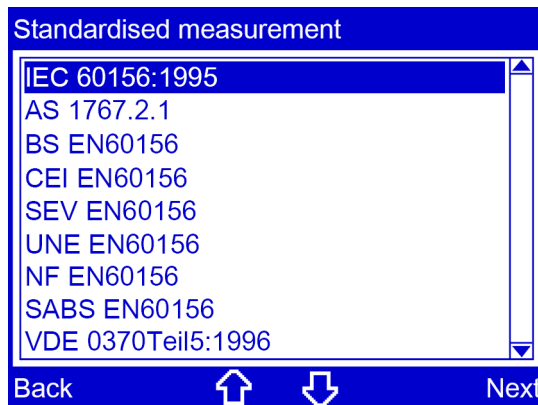 Standardised measurement
IEC 60156:1995
AS 1767.2.1
BS EN60156
CEI EN60156
SEV EN60156
UNE EN60156
NF EN60156
SABS EN60156
VDE 0370Teil5:1996
Back Next